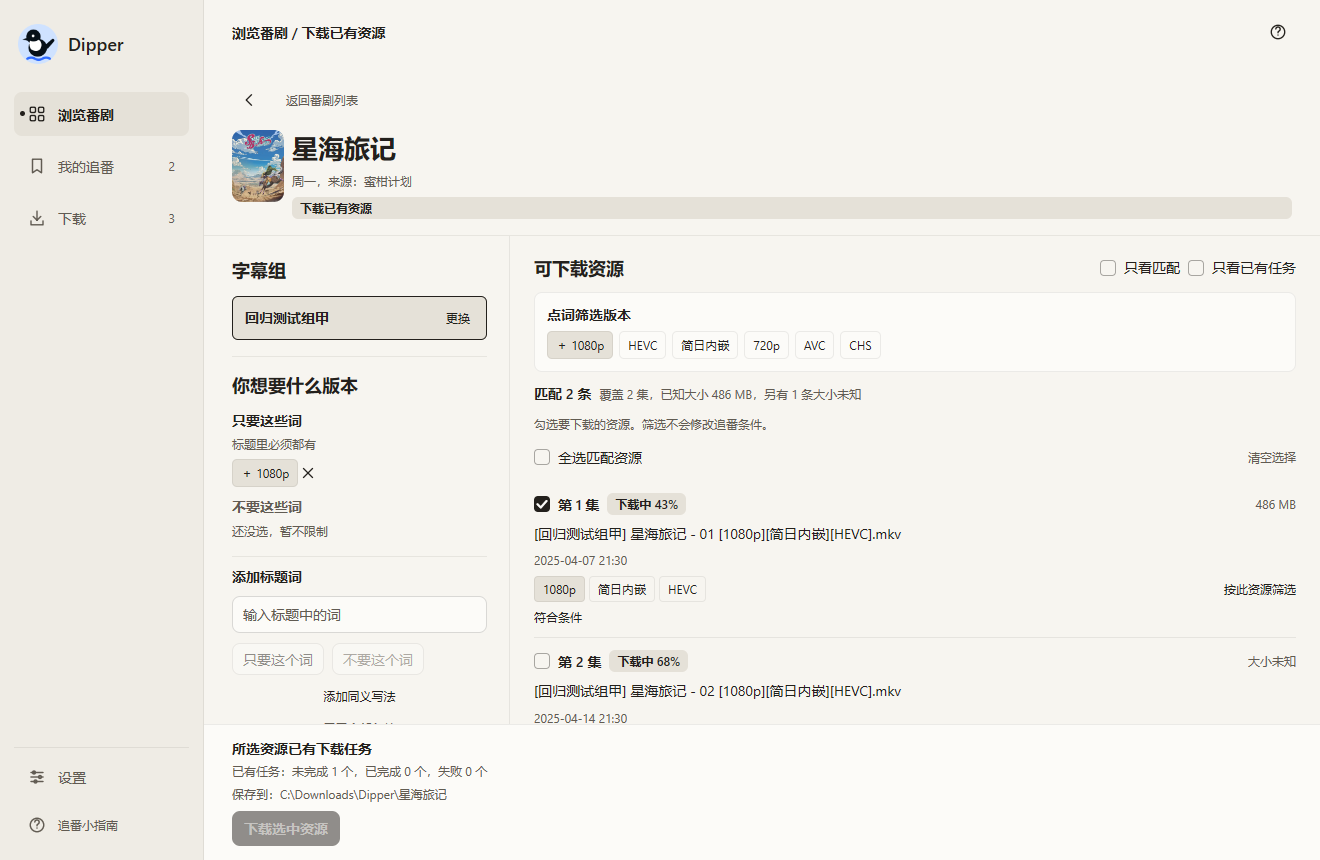 Dipper
浏览番剧
我的追番 2
下载 3
设置
追番小指南
浏览番剧 / 下载已有资源
返回番剧列表
星海旅记
周一，来源：蜜柑计划
下载已有资源
字幕组
回归测试组甲 更换
你想要什么版本
只要这些词
标题里必须都有
+ 1080p
不要这些词
还没选，暂不限制
添加标题词
输入标题中的词
只要这个词 不要这个词
添加同义写法
可下载资源 只看匹配 只看已有任务
点词筛选版本
+ 1080p HEVC 简日内嵌 720p AVC CHS
匹配 2 条 覆盖 2 集，已知大小 486 MB，另有 1 条大小未知
勾选要下载的资源。筛选不会修改追番条件。
全选匹配资源 清空选择
第 1 集 下载中 43% 486 MB
[回归测试组甲] 星海旅记 - 01 [1080p][简日内嵌][HEVC].mkv
2025-04-07 21:30
1080p 简日内嵌 HEVC 按此资源筛选
符合条件
第 2 集 下载中 68% 大小未知
[回归测试组甲] 星海旅记 - 02 [1080p][简日内嵌][HEVC].mkv
2025-04-14 21:30
所选资源已有下载任务
已有任务：未完成 1 个，已完成 0 个，失败 0 个
保存到：C:\Downloads\Dipper\星海旅记
下载选中资源